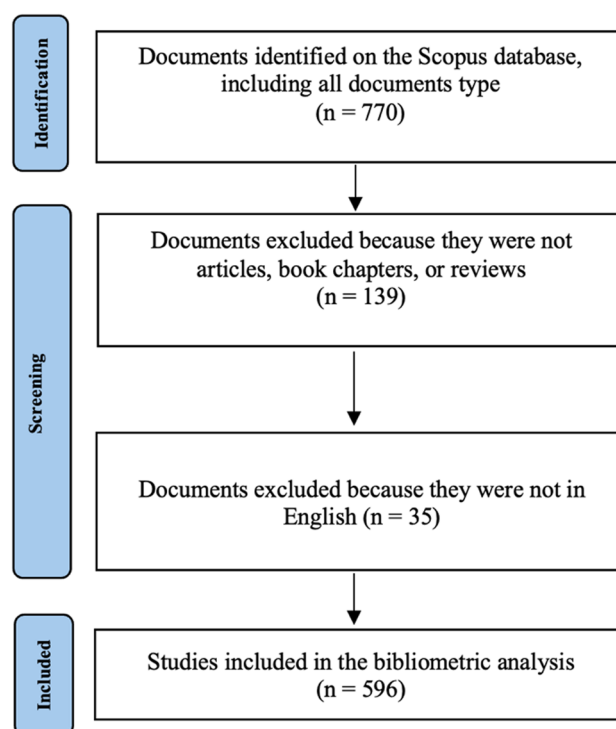 Identification
Documents identified on the Scopus database,
including all documents type
(n = 770)
Screening
Documents excluded because they were not
articles, book chapters, or reviews
(n = 139)
Documents excluded because they were not in
English (n = 35)
Included
Studies included in the bibliometric analysis
(n = 596)